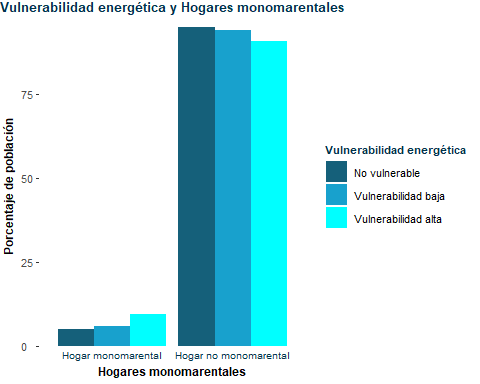 Vulnerabilidad energética y Hogares monomarentales
Porcentaje de población
75
50
25
0
Hogar monomarental
Hogar no monomarental
Hogares monomarentales
Vulnerabilidad energética
No vulnerable
Vulnerabilidad baja
Vulnerabilidad alta